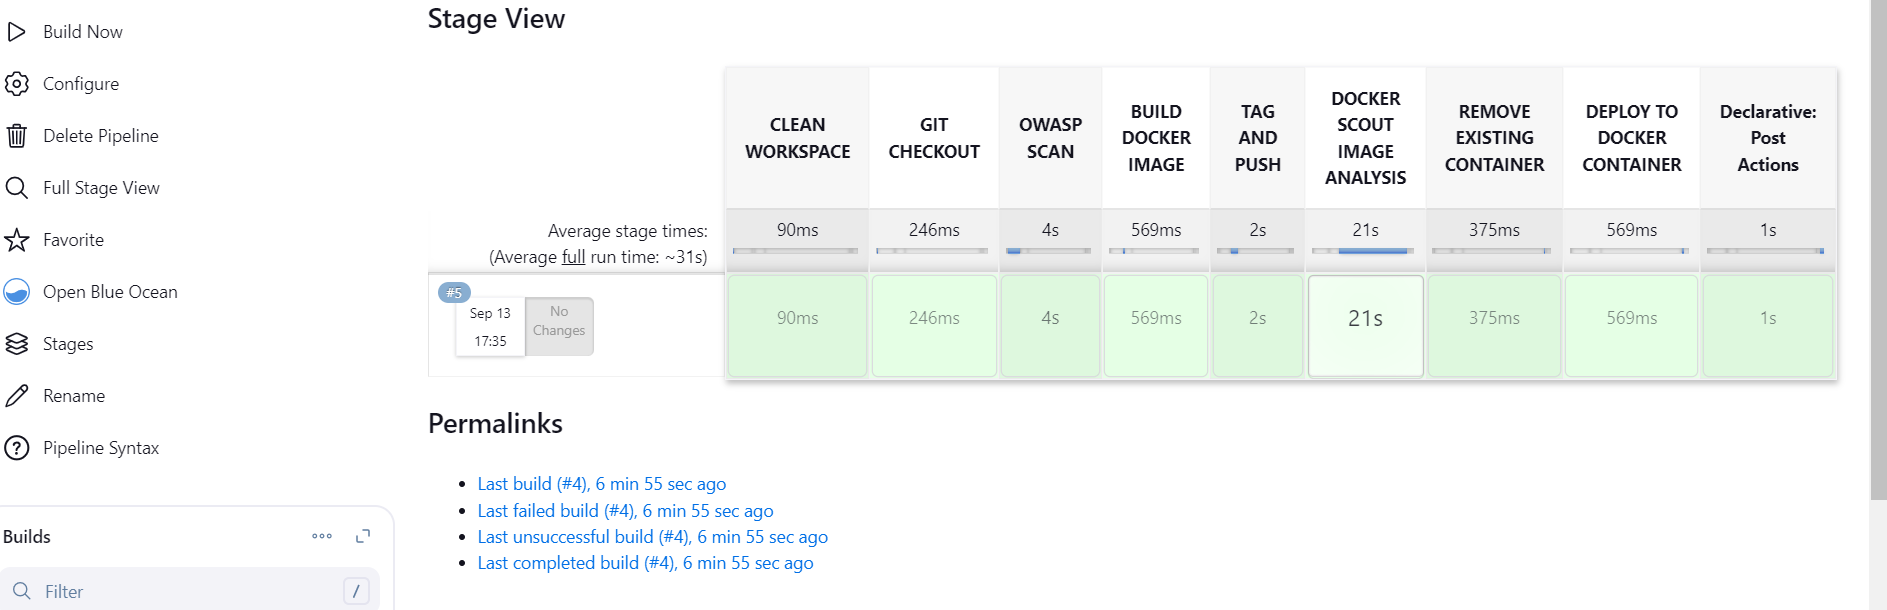 Build Now
Configure
Delete Pipeline
Full Stage View
Favorite
Open Blue Ocean
Stages
Rename
Pipeline Syntax
Builds
Filter
/
Stage View
CLEAN
WORKSPACE
GIT
CHECKOUT
OWASP
SCAN
BUILD
DOCKER
IMAGE
TAG
AND
PUSH
DOCKER
SCOUT
IMAGE
ANALYSIS
REMOVE
EXISTING
CONTAINER
DEPLOY TO
DOCKER
CONTAINER
Declarative:
Post
Actions
Average stage times:
(Average full run time: ~31s)
90ms
246ms
4s
569ms
2s
21s
375ms
569ms
1s
#5
Sep 13
17:35
No
Changes
90ms
246ms
4s
569ms
2s
21s
375ms
569ms
1s
Permalinks
Last build (#4), 6 min 55 sec ago
Last failed build (#4), 6 min 55 sec ago
Last unsuccessful build (#4), 6 min 55 sec ago
Last completed build (#4), 6 min 55 sec ago